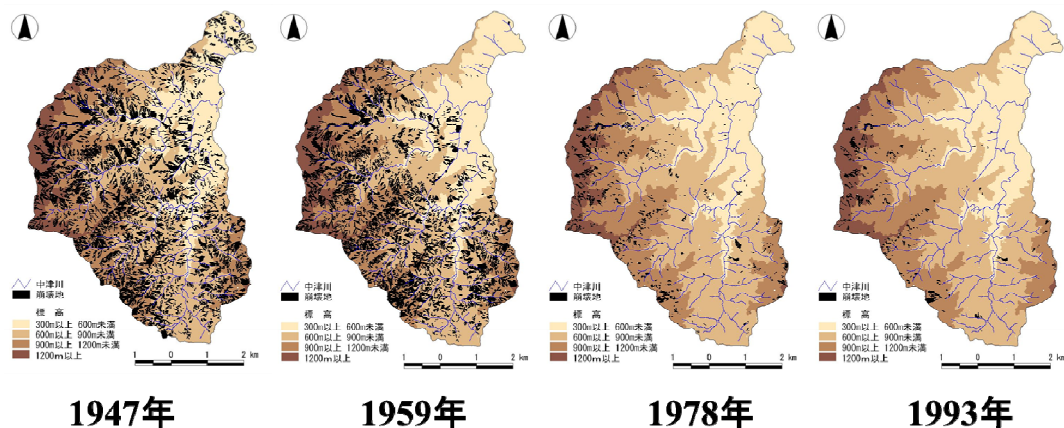 中津川
崩壊地
標 高
300m以上 600m未満
600m以上 900m未満
900m以上 1200m未満
1200m以上
1 0 1 2 km
1947年
中津川
崩壊地
標 高
300m以上 600m未満
600m以上 900m未満
900m以上 1200m未満
1200m以上
1 0 1 2 km
1959年
中津川
崩壊地
標 高
300m以上 600m未満
600m以上 900m未満
900m以上 1200m未満
1200m以上
1 0 1 2 km
1978年
中津川
崩壊地
標 高
300m以上 600m未満
600m以上 900m未満
900m以上 1200m未満
1200m以上
1 0 1 2 km
1993年